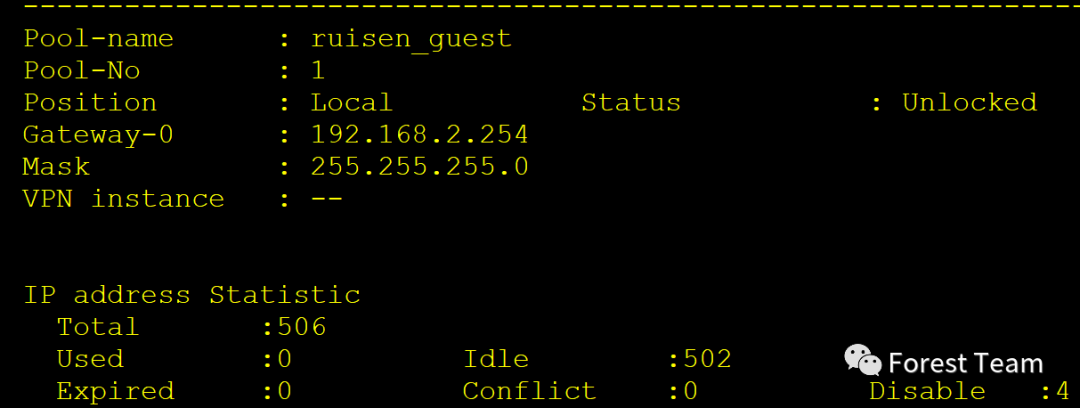 --------------------------------------------------------------------------------
Pool-name : ruisen_guest
Pool-No : 1
Position : Local Status : Unlocked
Gateway-0 : 192.168.2.254
Mask : 255.255.255.0
VPN instance : --
IP address Statistic
Total :506
Used :0 Idle :502
Expired :0 Conflict :0 Disable :4
Forest Team